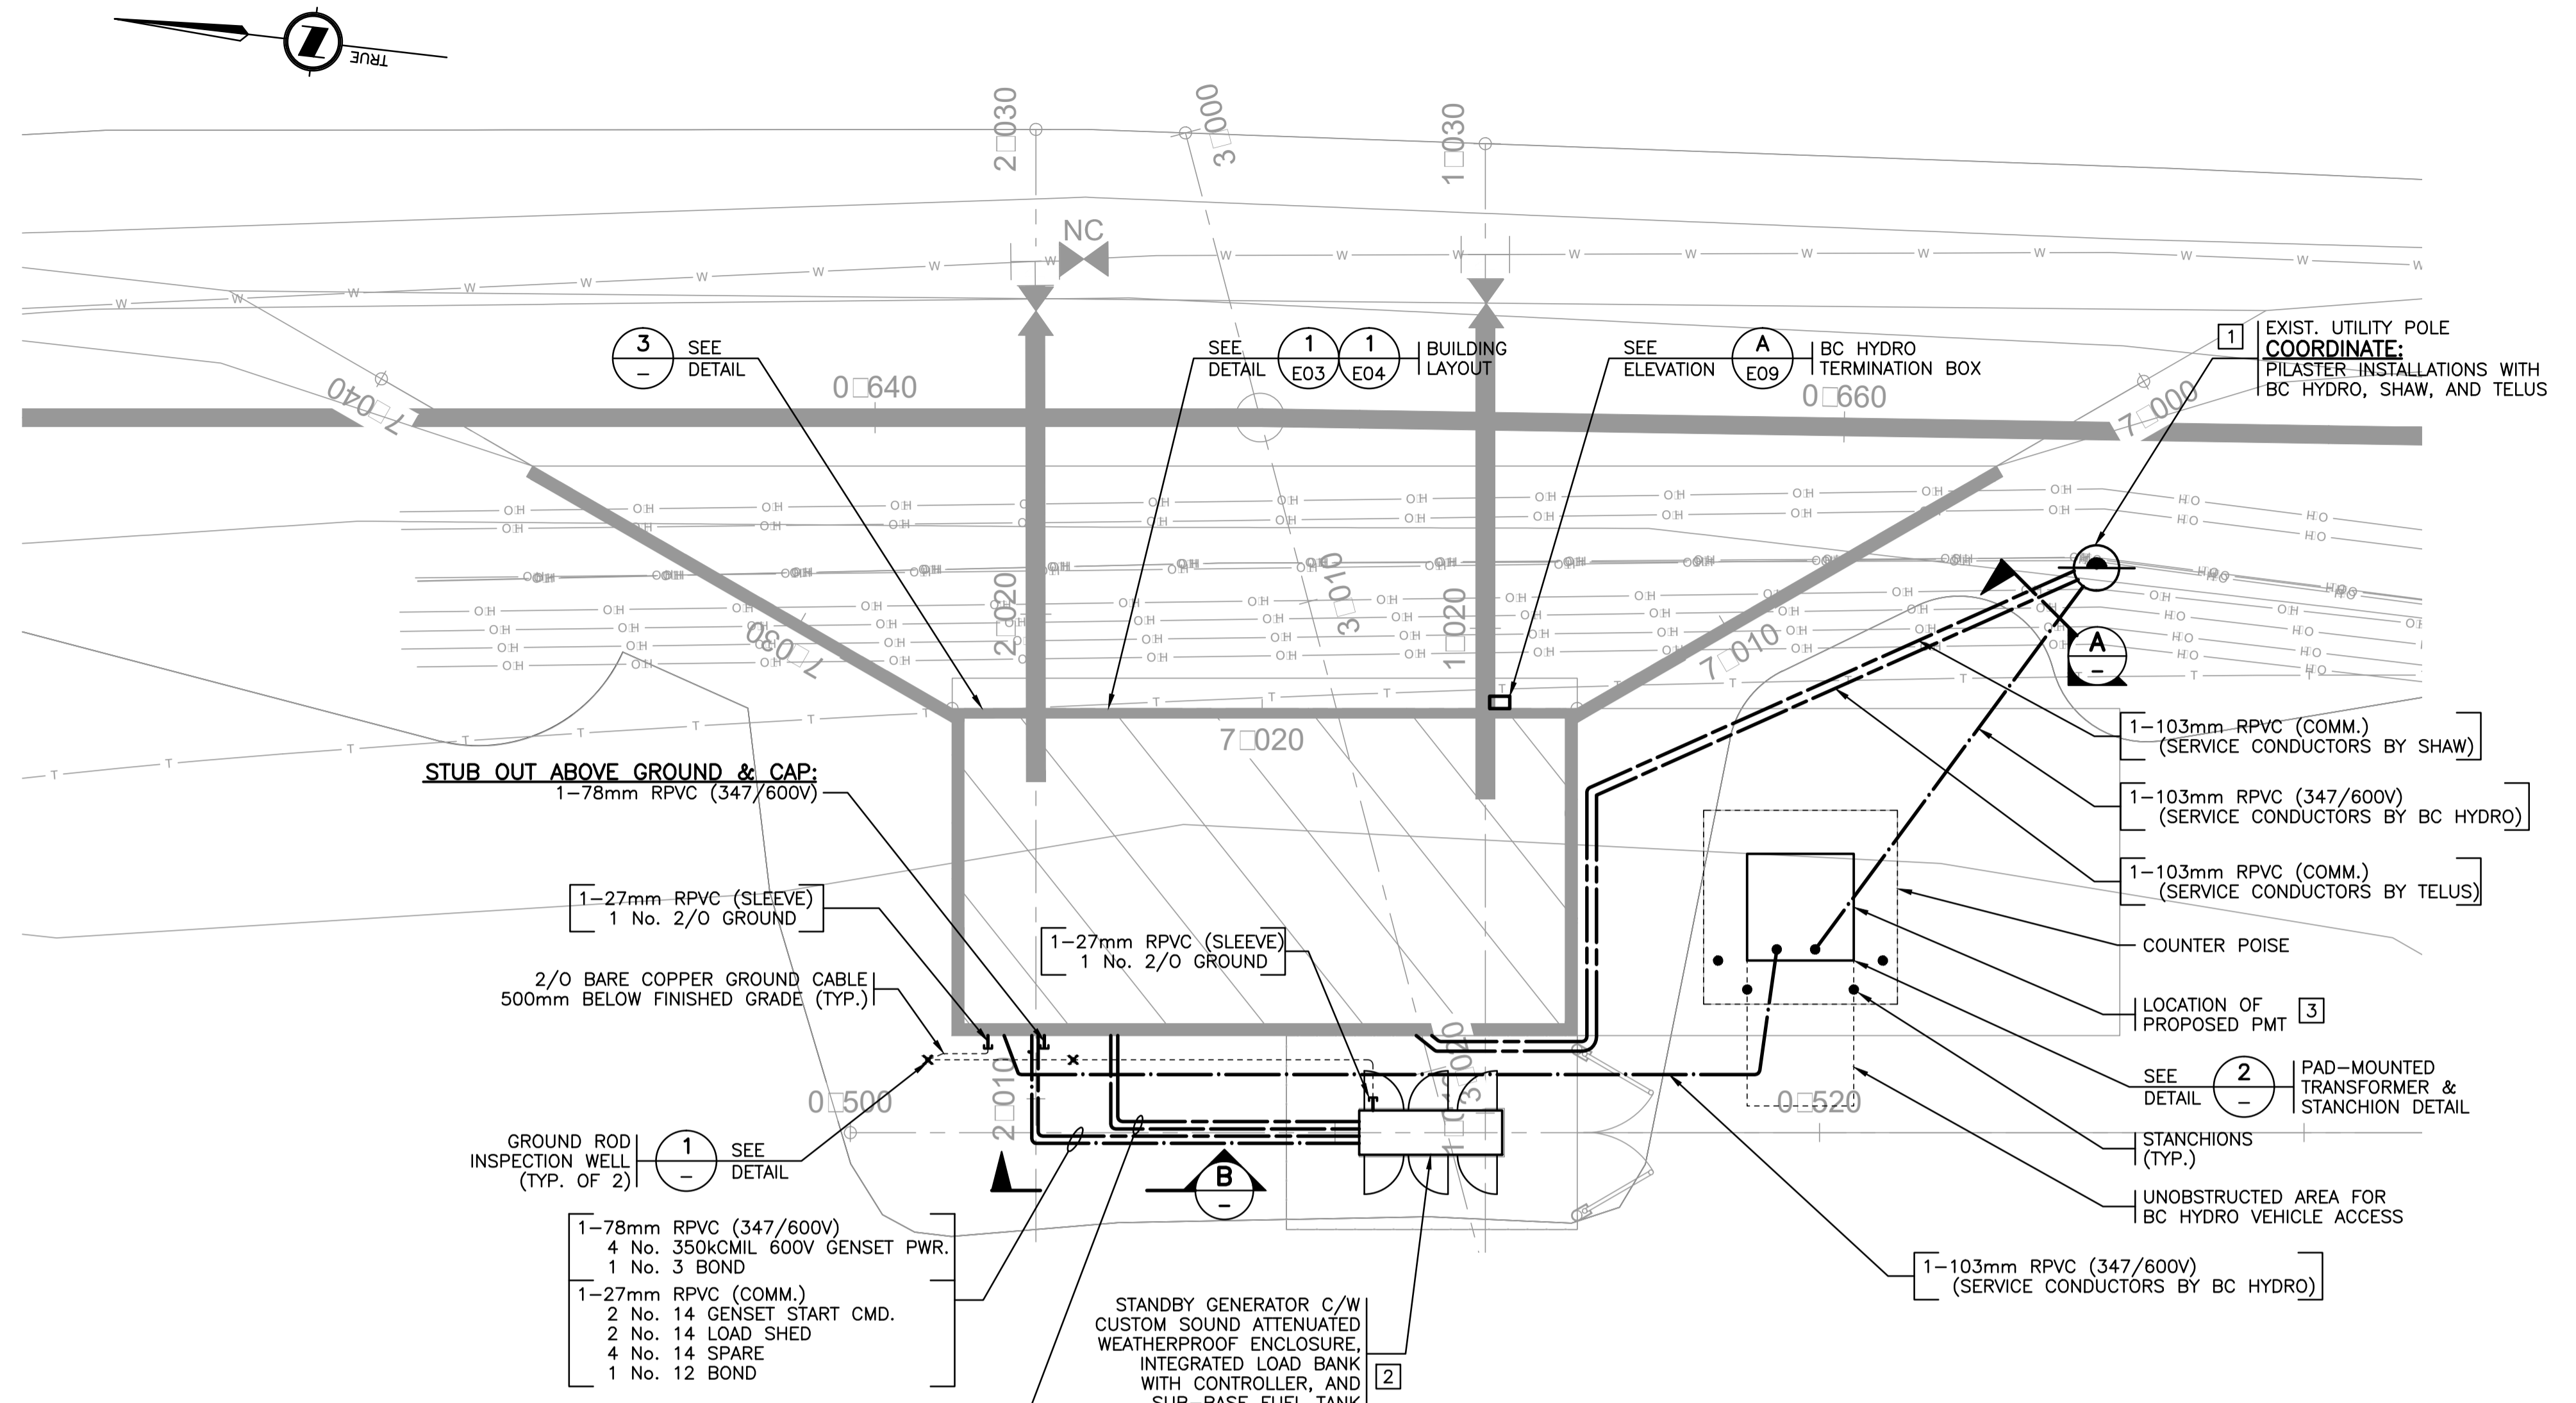 TRUE
2□030
3□000
1□030
NC
W W W W W W W W W W W W W W W W W W W W W
3
–
SEE
DETAIL
SEE
DETAIL
1
E03
1
E04
BUILDING
LAYOUT
SEE
ELEVATION
A
E09
BC HYDRO
TERMINATION BOX
1
EXIST. UTILITY POLE
COORDINATE:
PILASTER INSTALLATIONS WITH
BC HYDRO, SHAW, AND TELUS
7□040
0□640
0□660
7□000
2□020
3□010
1□020
7□030
7□010
A
–
7□020
1–103mm RPVC (COMM.)
(SERVICE CONDUCTORS BY SHAW)
1–103mm RPVC (347/600V)
(SERVICE CONDUCTORS BY BC HYDRO)
1–103mm RPVC (COMM.)
(SERVICE CONDUCTORS BY TELUS)
COUNTER POISE
LOCATION OF
PROPOSED PMT
3
SEE
DETAIL
2
–
PAD–MOUNTED
TRANSFORMER &
STANCHION DETAIL
STANCHIONS
(TYP.)
UNOBSTRUCTED AREA FOR
BC HYDRO VEHICLE ACCESS
1–103mm RPVC (347/600V)
(SERVICE CONDUCTORS BY BC HYDRO)
STUB OUT ABOVE GROUND & CAP:
1–78mm RPVC (347/600V)
1–27mm RPVC (SLEEVE)
1 No. 2/0 GROUND
1–27mm RPVC (SLEEVE)
1 No. 2/0 GROUND
2/0 BARE COPPER GROUND CABLE
500mm BELOW FINISHED GRADE (TYP.)
0□500
2□010
3□020
0□520
GROUND ROD
INSPECTION WELL
(TYP. OF 2)
1
–
SEE
DETAIL
B
–
1–78mm RPVC (347/600V)
4 No. 350kCMIL 600V GENSET PWR.
1 No. 3 BOND
1–27mm RPVC (COMM.)
2 No. 14 GENSET START CMD.
2 No. 14 LOAD SHED
4 No. 14 SPARE
1 No. 12 BOND
STANDBY GENERATOR C/W
CUSTOM SOUND ATTENUATED
WEATHERPROOF ENCLOSURE,
INTEGRATED LOAD BANK
WITH CONTROLLER, AND
SUB–BASE FUEL TANK
2